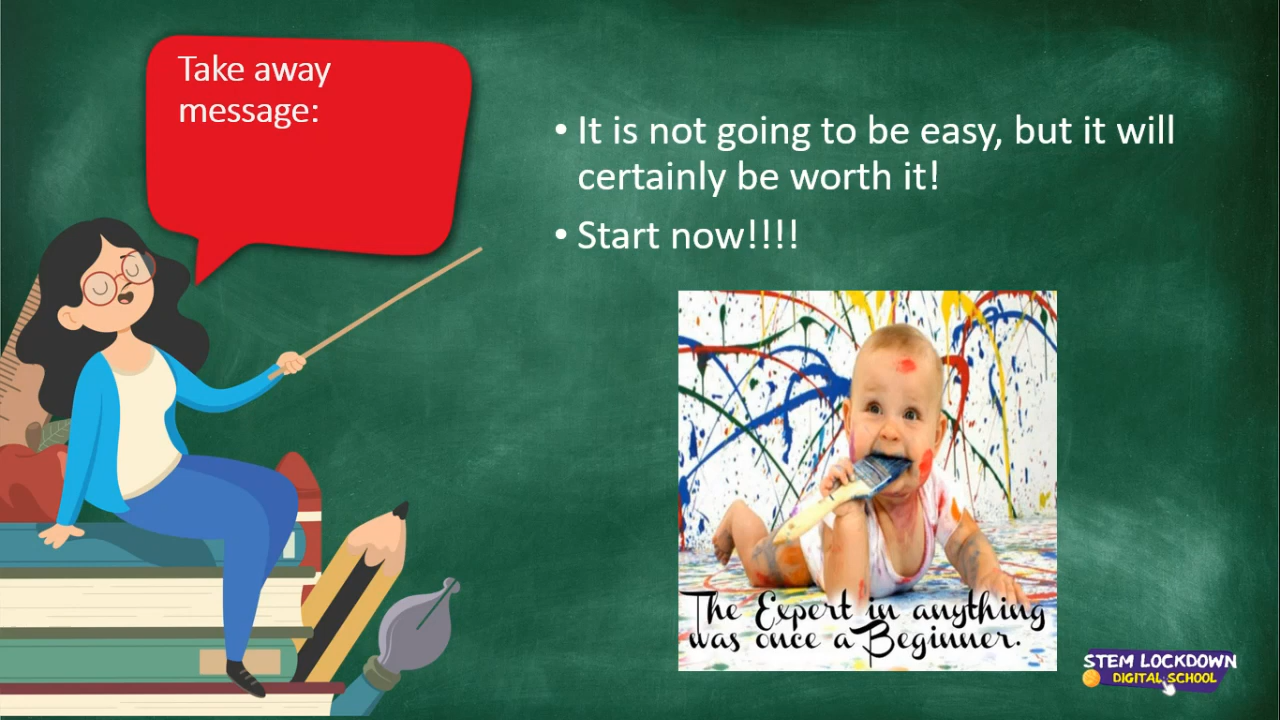 Take away
message:
• It is not going to be easy, but it will
certainly be worth it!
• Start now!!!!
The Expert in anything
was once a Beginner.
STEM LOCKDOWN
DIGITAL SCHOOL